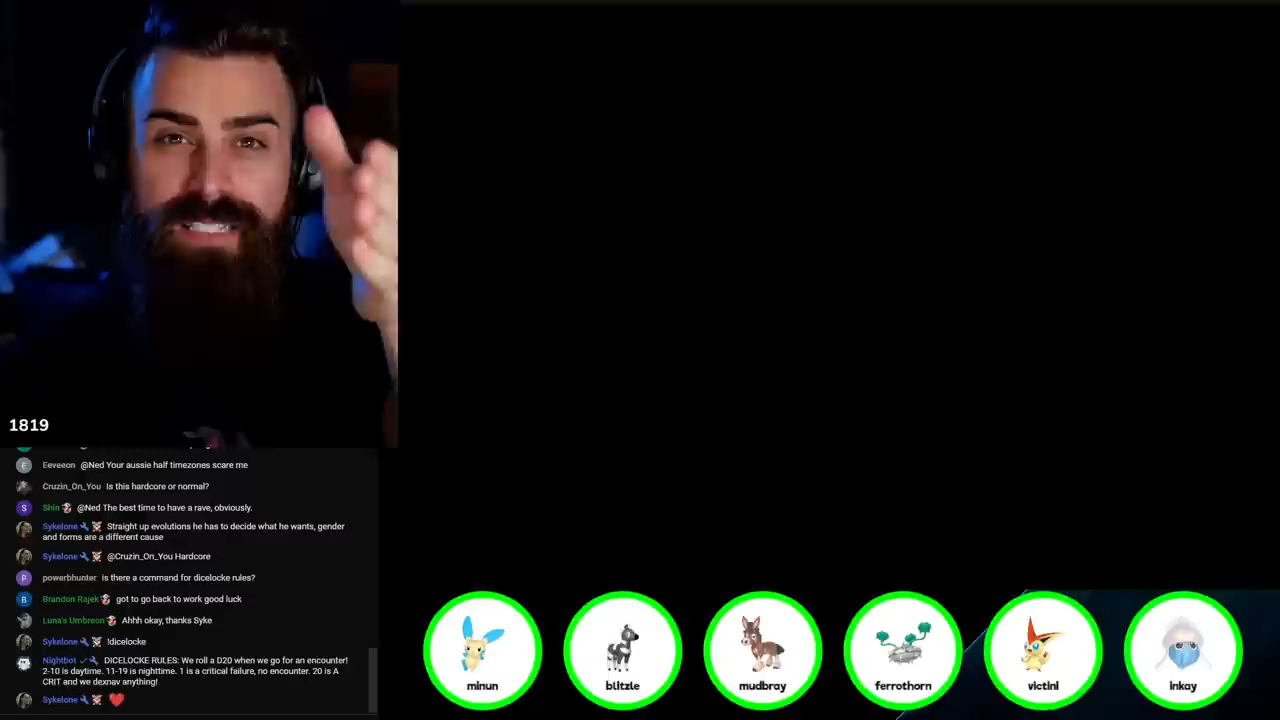 1819
Eeveeon @Ned Your aussie half timezones scare me
Cruzin_On_You Is this hardcore or normal?
Shin @Ned The best time to have a rave, obviously.
Sykelone Straight up evolutions he has to decide what he wants, gender
and forms are a different cause
Sykelone @Cruzin_On_You Hardcore
powerbhunter is there a command for dicelocke rules?
Brandon Rajek got to go back to work good luck
Luna's Umbreon Ahhh okay, thanks Syke
Sykelone !dicelocke
Nightbot DICELOCKE RULES: We roll a D20 when we go for an encounter!
2-10 is daytime. 11-19 is nighttime. 1 is a critical failure, no encounter. 20 is A
CRIT and we dexnav anything!
Sykelone
minun
blitzle
mudbray
ferrothorn
victini
inkay